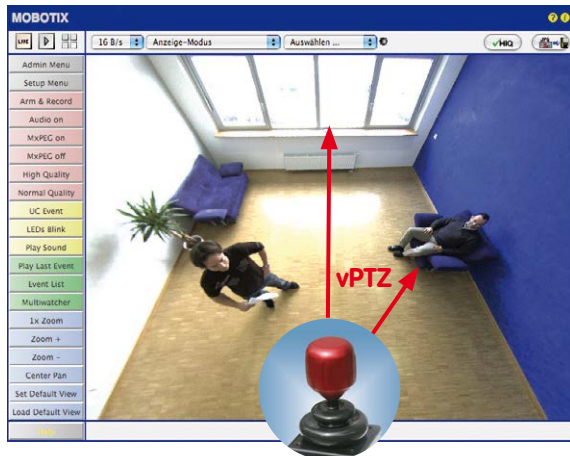 MOBOTIX
LIVE
16 B/s
Anzeige-Modus
Auswählen ...
HIQ
Admin Menu
Setup Menu
Arm & Record
Audio on
MxPEG on
MxPEG off
High Quality
Normal Quality
UC Event
LEDs Blink
Play Sound
Play Last Event
Event List
Multiwatcher
1x Zoom
Zoom +
Zoom -
Center Pan
Set Default View
Load Default View
vPTZ